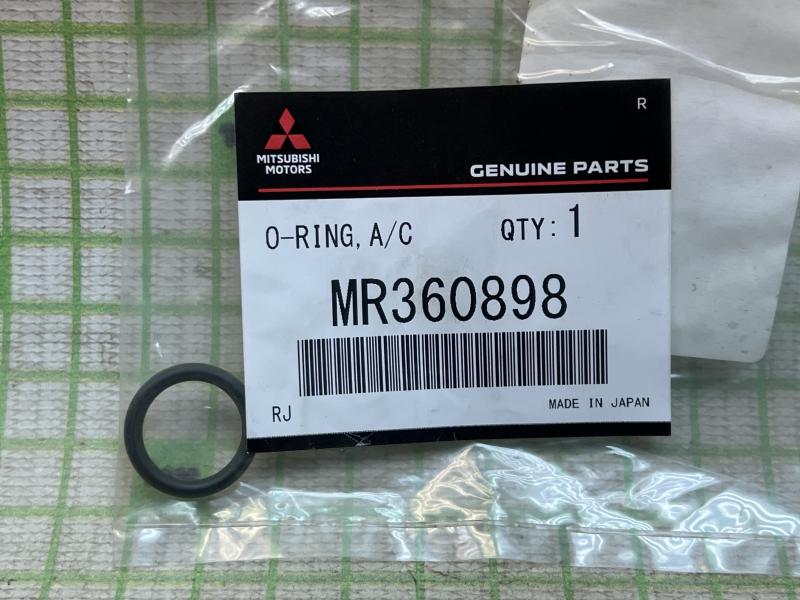 R
MITSUBISHI
MOTORS
GENUINE PARTS
O-RING, A/C QTY: 1
MR360898
RJ MADE IN JAPAN